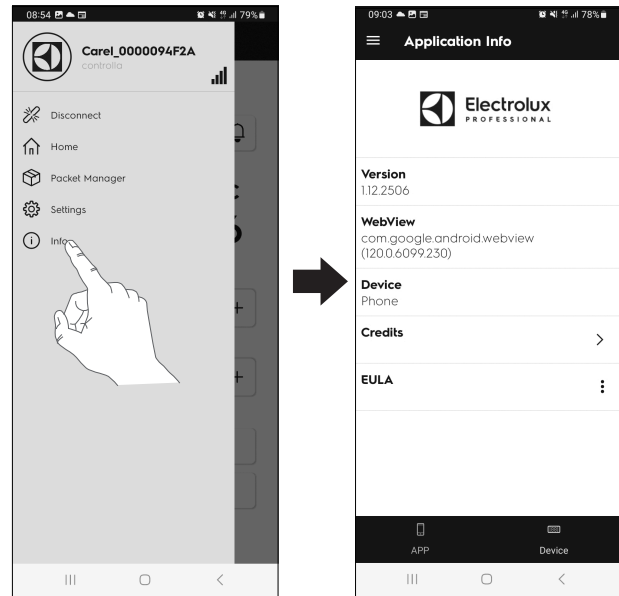 08:54
79%
Carel_0000094F2A
controlla
Disconnect
Home
Packet Manager
Settings
Info
09:03
78%
Application Info
Electrolux
PROFESSIONAL
Version
1.12.2506
WebView
com.google.android.webview
(120.0.6099.230)
Device
Phone
Credits
EULA
APP
Device